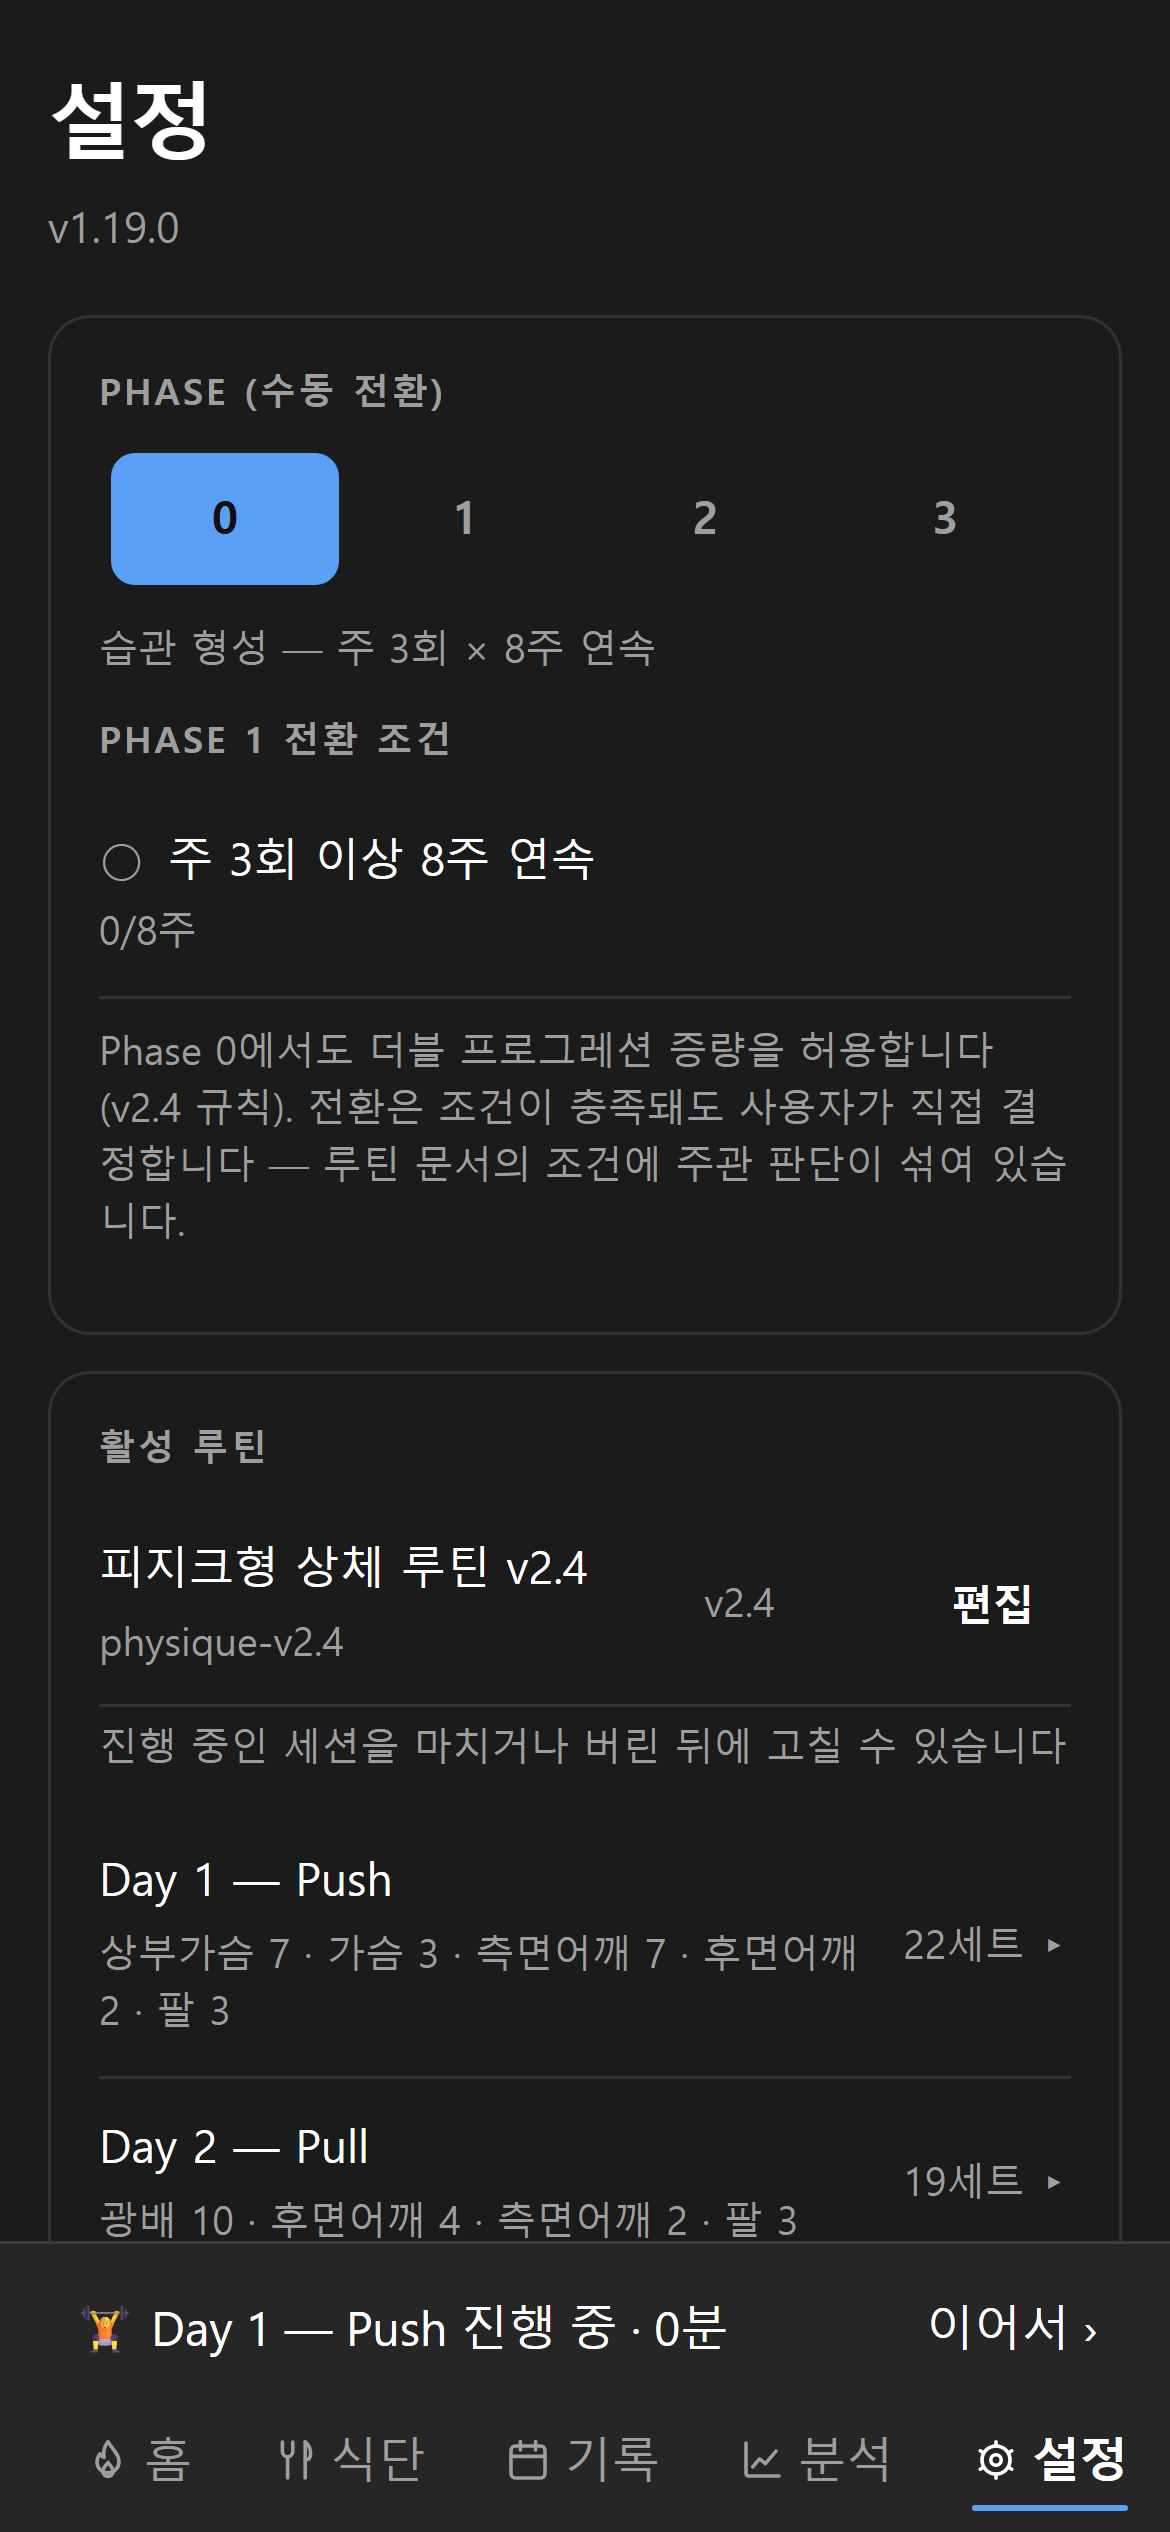 설정
v1.19.0
PHASE (수동 전환)
0
1
2
3
습관 형성 — 주 3회 × 8주 연속
PHASE 1 전환 조건
주 3회 이상 8주 연속
0/8주
Phase 0에서도 더블 프로그레션 증량을 허용합니다
(v2.4 규칙). 전환은 조건이 충족돼도 사용자가 직접 결
정합니다 — 루틴 문서의 조건에 주관 판단이 섞여 있습
니다.
활성 루틴
피지크형 상체 루틴 v2.4
physique-v2.4
v2.4
편집
진행 중인 세션을 마치거나 버린 뒤에 고칠 수 있습니다
Day 1 — Push
상부가슴 7 · 가슴 3 · 측면어깨 7 · 후면어깨
2 · 팔 3
22세트 ▸
Day 2 — Pull
광배 10 · 후면어깨 4 · 측면어깨 2 · 팔 3
19세트 ▸
Day 1 — Push 진행 중 · 0분
이어서 ›
홈
식단
기록
분석
설정